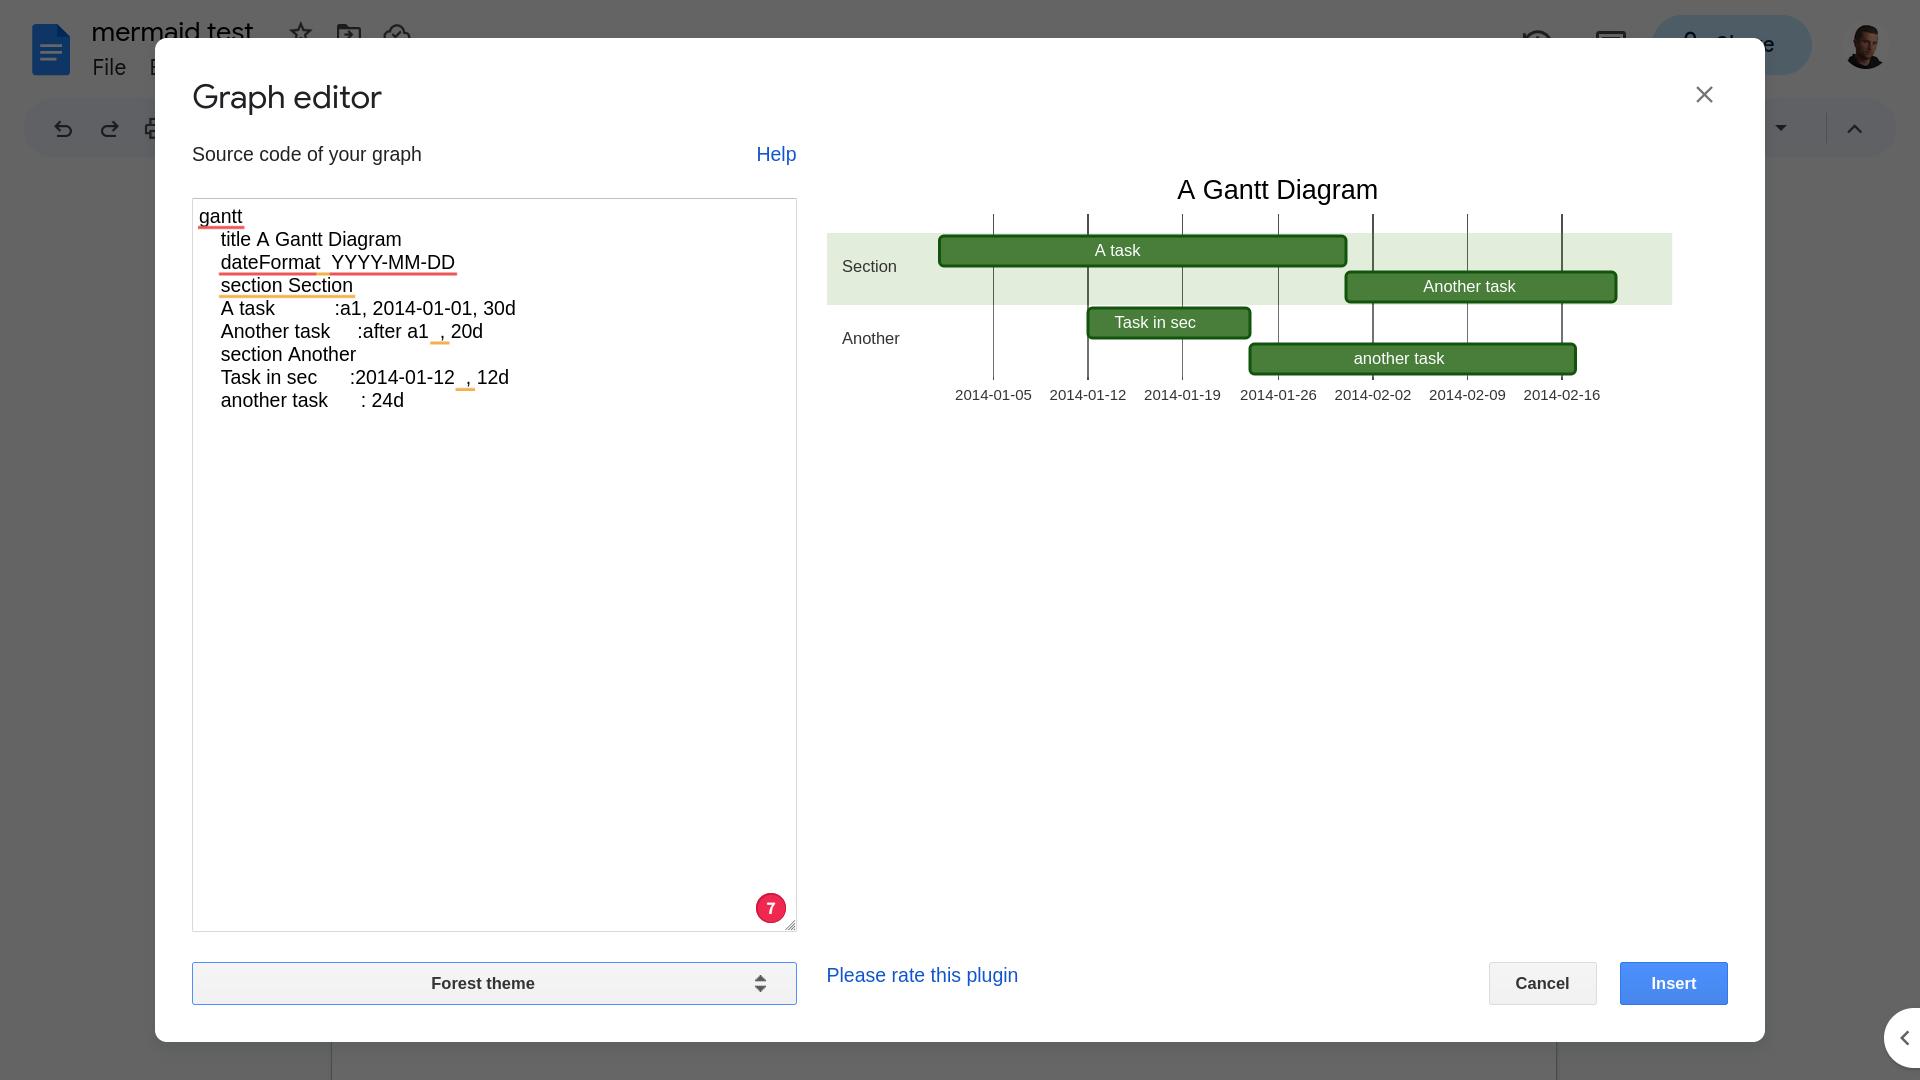 mermaid test
File
Graph editor
Source code of your graph
Help
gantt
title A Gantt Diagram
dateFormat  YYYY-MM-DD
section Section
A task           :a1, 2014-01-01, 30d
Another task     :after a1  , 20d
section Another
Task in sec      :2014-01-12  , 12d
another task      : 24d
7
A Gantt Diagram
Section
A task
Another task
Another
Task in sec
another task
2014-01-05 2014-01-12 2014-01-19 2014-01-26 2014-02-02 2014-02-09 2014-02-16
Forest theme
Please rate this plugin
Cancel
Insert